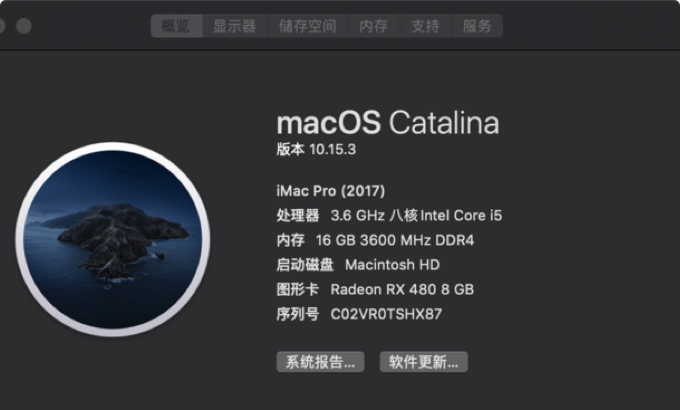 概览 显示器 储存空间 内存 支持 服务
macOS Catalina
版本 10.15.3
iMac Pro (2017)
处理器 3.6 GHz 八核Intel Core i5
内存 16 GB 3600 MHz DDR4
启动磁盘 Macintosh HD
图形卡 Radeon RX 480 8 GB
序列号 C02VR0TSHX87
系统报告... 软件更新...